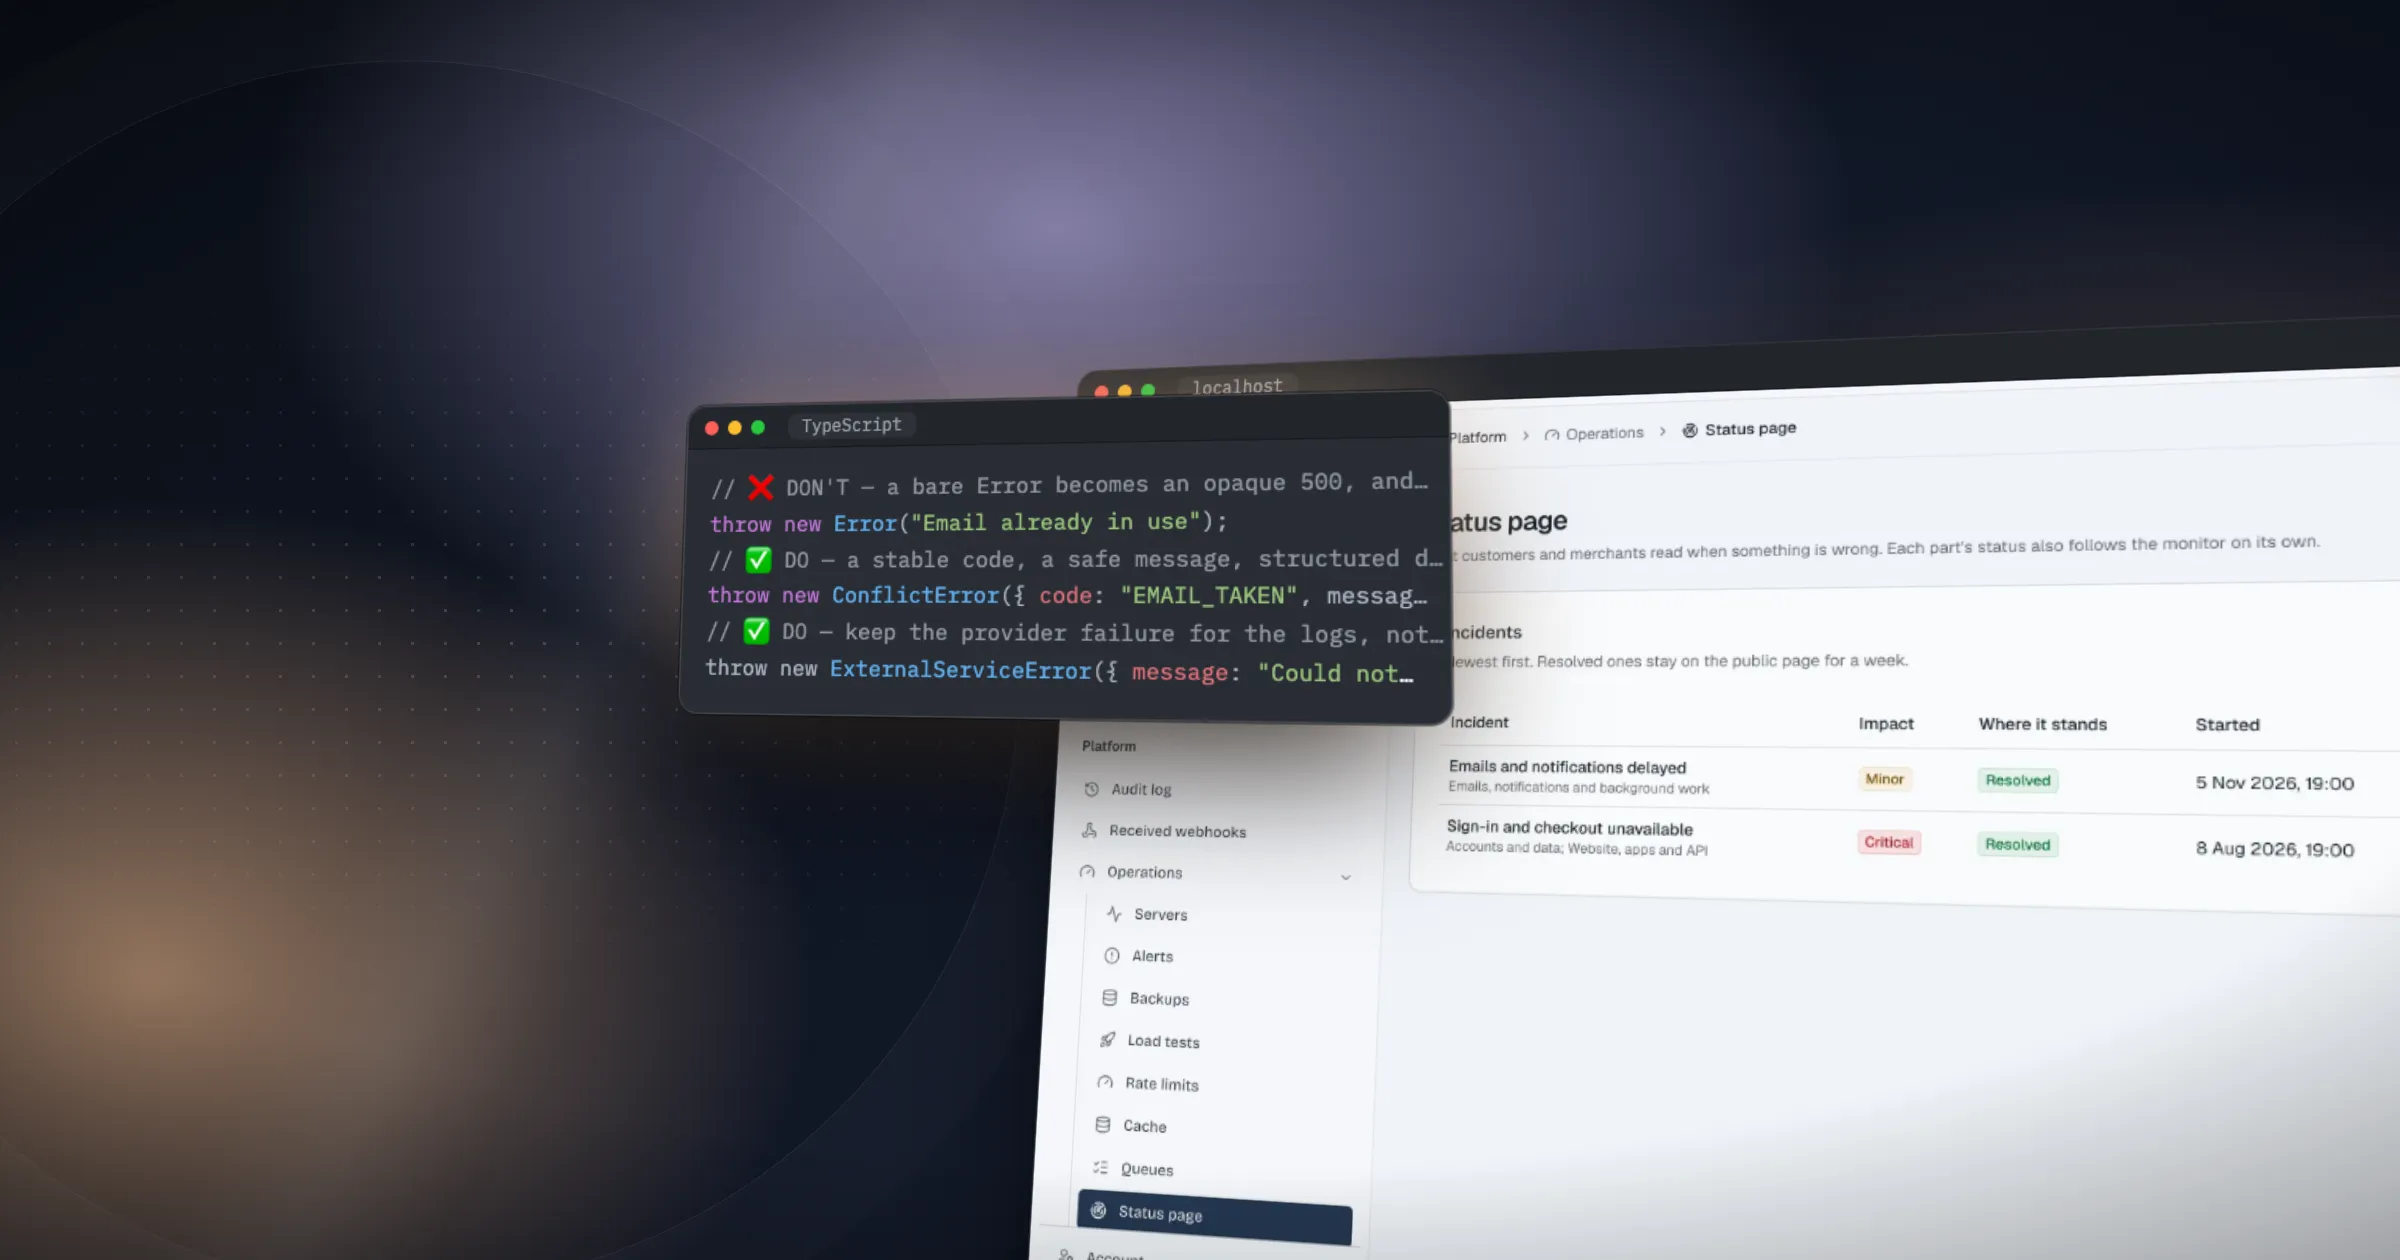 localhost
TypeScript
// ❌ DON'T — a bare Error becomes an opaque 500, and…
throw new Error("Email already in use");
// ✅ DO — a stable code, a safe message, structured d…
throw new ConflictError({ code: "EMAIL_TAKEN", messag…
// ✅ DO — keep the provider failure for the logs, not…
throw new ExternalServiceError({ message: "Could not…
Platform > Operations > Status page
atus page
customers and merchants read when something is wrong. Each part's status also follows the monitor on its own.
ncidents
ewest first. Resolved ones stay on the public page for a week.
Incident Impact Where it stands Started
Emails and notifications delayed Minor Resolved 5 Nov 2026, 19:00
Emails, notifications and background work
Sign-in and checkout unavailable Critical Resolved 8 Aug 2026, 19:00
Accounts and data; Website, apps and API
Platform
Audit log
Received webhooks
Operations
Servers
Alerts
Backups
Load tests
Rate limits
Cache
Queues
Status page
Account